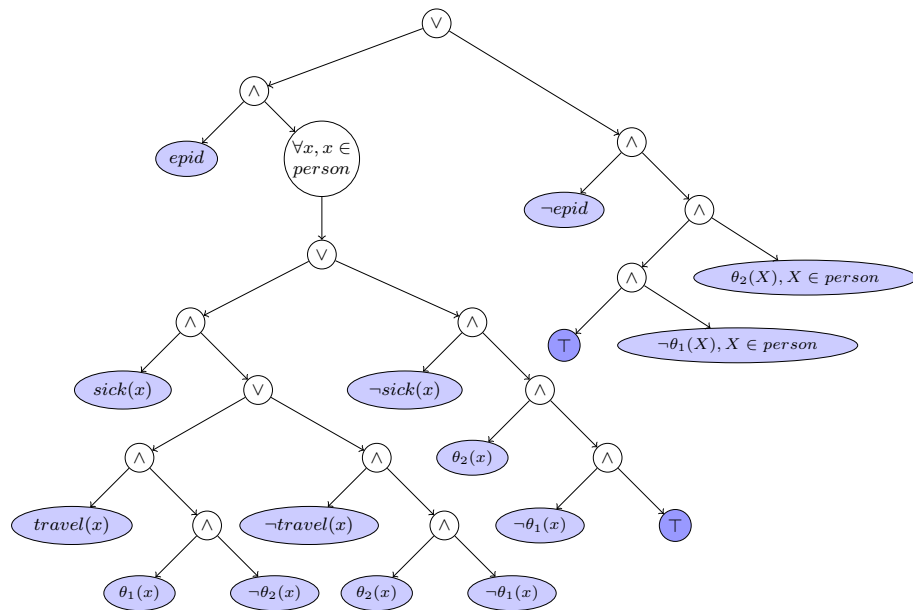 ∨
∧
epid
∀x, x ∈
person
∧
¬epid
∧
∨
∧
θ₂(X), X ∈ person
∧
∧
⊤
¬θ₁(X), X ∈ person
sick(x)
∨
¬sick(x)
∧
∧
∧
θ₂(x)
∧
travel(x)
∧
¬travel(x)
∧
¬θ₁(x)
⊤
θ₁(x)
¬θ₂(x)
θ₂(x)
¬θ₁(x)